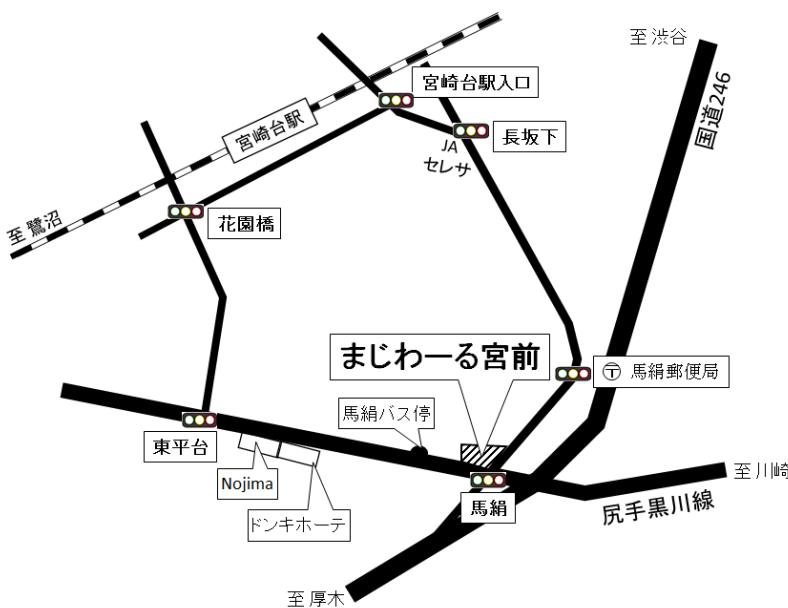 至 渋谷
国道246
宮崎台駅入口
宮崎台駅
長坂下
JA
セレサ
至 鷺沼
花園橋
まじわーる宮前
〶 馬絹郵便局
馬絹バス停
東平台
Nojima
ドンキホーテ
馬絹
至 川崎
尻手黒川線
至 厚木